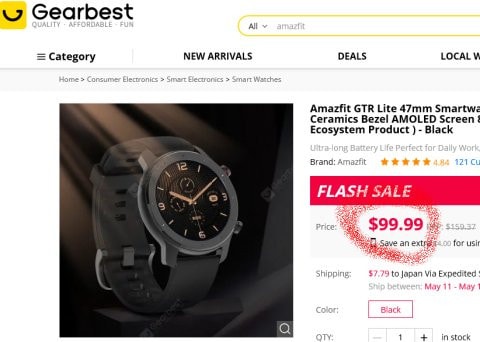 Gearbest
QUALITY · AFFORDABLE · FUN
All
amazfit
Category
NEW ARRIVALS
DEALS
LOCAL W
Home > Consumer Electronics > Smart Electronics > Smart Watches
Amazfit GTR Lite 47mm Smartwa
Ceramics Bezel AMOLED Screen 8
Ecosystem Product ) - Black
Ultra-long Battery Life Perfect for Daily Work,
Brand: Amazfit 4.84 121 Cu
FLASH SALE
Price: $99.99 $159.37
Save an extra $4.00 for usin
Shipping: $7.79 to Japan Via Expedited S
Ship between: May 11 - May 1
Color: Black
QTY: 1 in stock
Gearbest